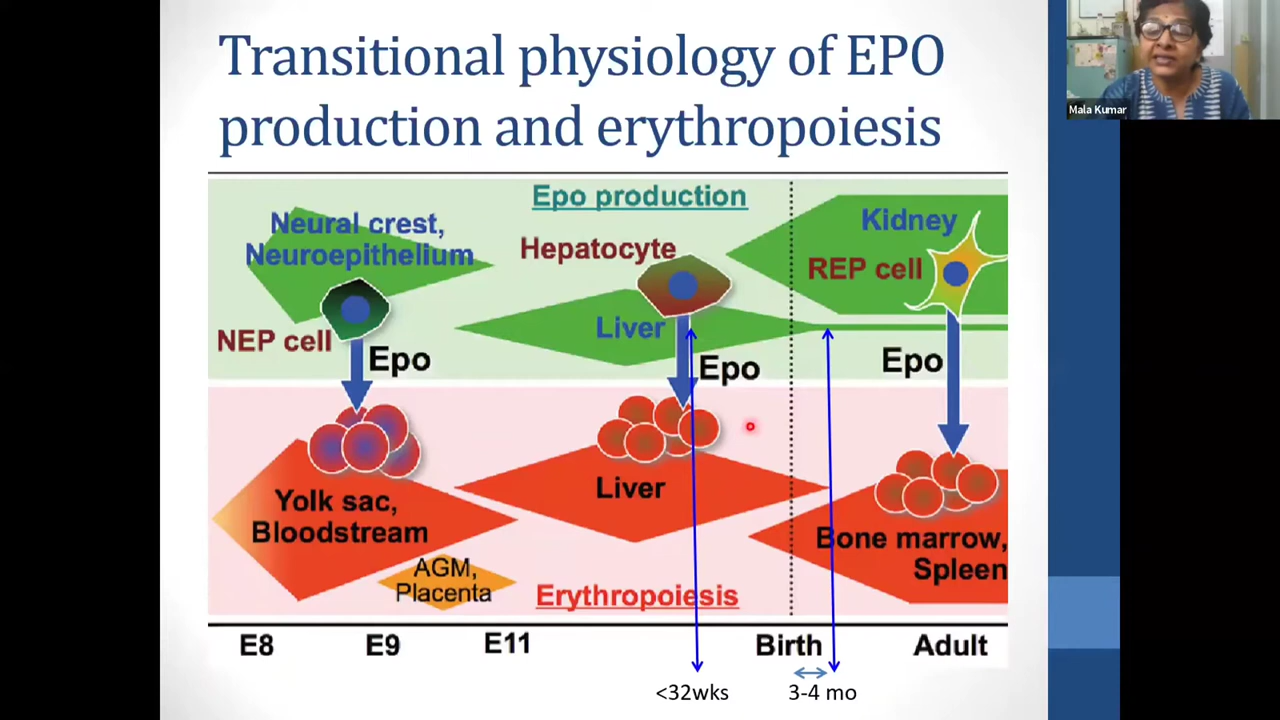 Transitional physiology of EPO
production and erythropoiesis
Mala Kumar
Epo production
Neural crest,
Neuroepithelium
NEP cell
Epo
Hepatocyte
Liver
Epo
Kidney
REP cell
Epo
Yolk sac,
Bloodstream
AGM,
Placenta
Liver
Erythropoiesis
Bone marrow,
Spleen
E8
E9
E11
Birth
Adult
<32wks
3-4 mo